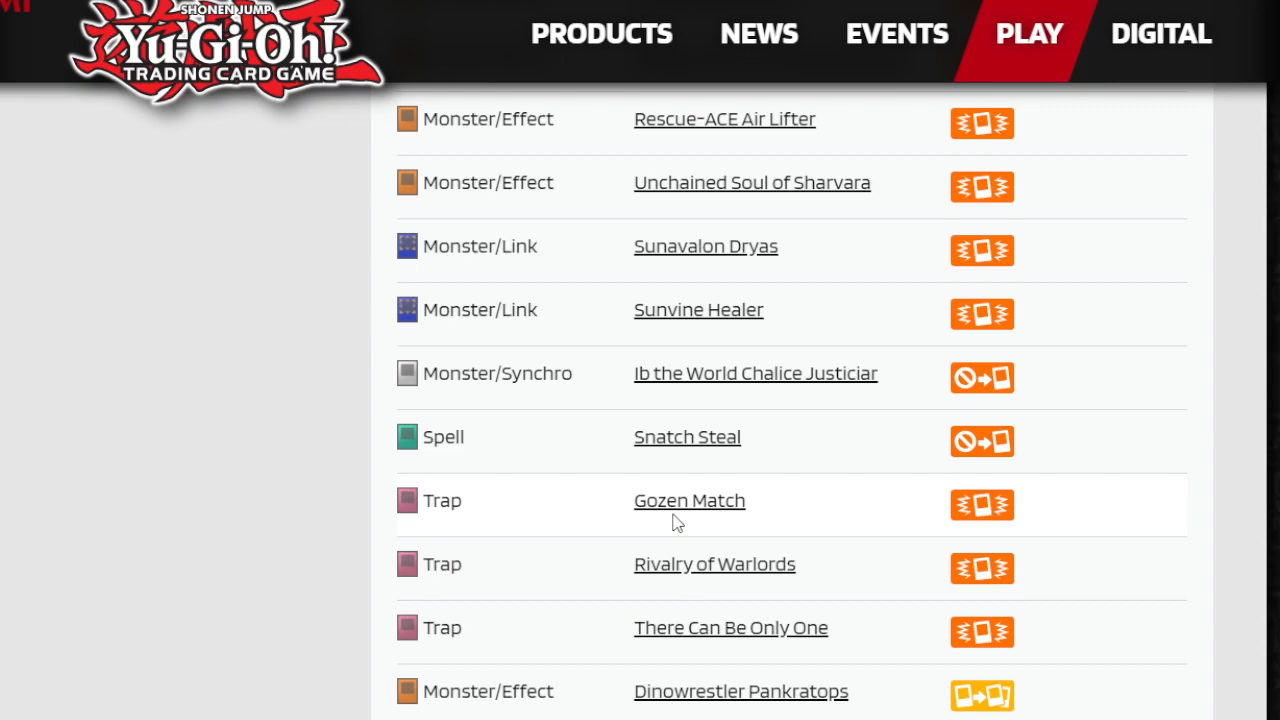 SHONEN JUMP
Yu-Gi-Oh!
TRADING CARD GAME
PRODUCTS NEWS EVENTS PLAY DIGITAL
Monster/Effect Rescue-ACE Air Lifter
Monster/Effect Unchained Soul of Sharvara
Monster/Link Sunavalon Dryas
Monster/Link Sunvine Healer
Monster/Synchro Ib the World Chalice Justiciar
Spell Snatch Steal
Trap Gozen Match
Trap Rivalry of Warlords
Trap There Can Be Only One
Monster/Effect Dinowrestler Pankratops